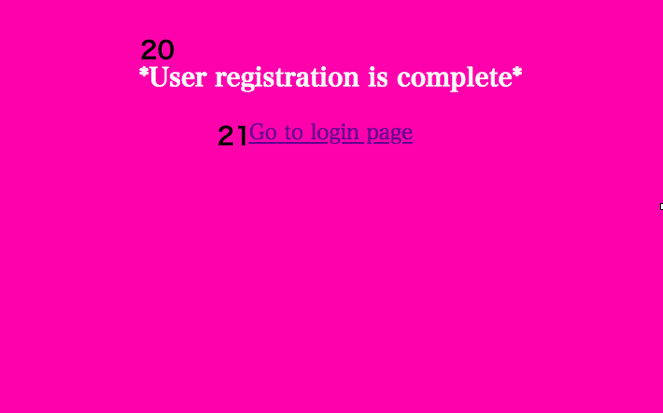 20
*User registration is complete*
21Go to login page